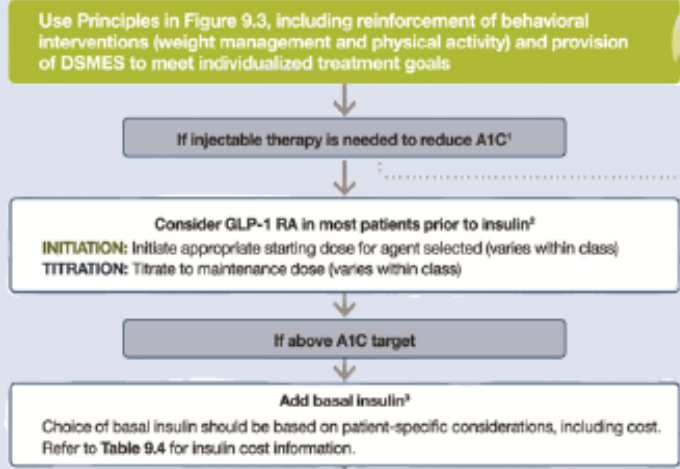 Use Principles in Figure 9.3, including reinforcement of behavioral
interventions (weight management and physical activity) and provision
of DSMES to meet individualized treatment goals
If injectable therapy is needed to reduce A1C¹
Consider GLP-1 RA in most patients prior to insulin²
INITIATION: Initiate appropriate starting dose for agent selected (varies within class)
TITRATION: Titrate to maintenance dose (varies within class)
If above A1C target
Add basal insulin³
Choice of basal insulin should be based on patient-specific considerations, including cost.
Refer to Table 9.4 for insulin cost information.